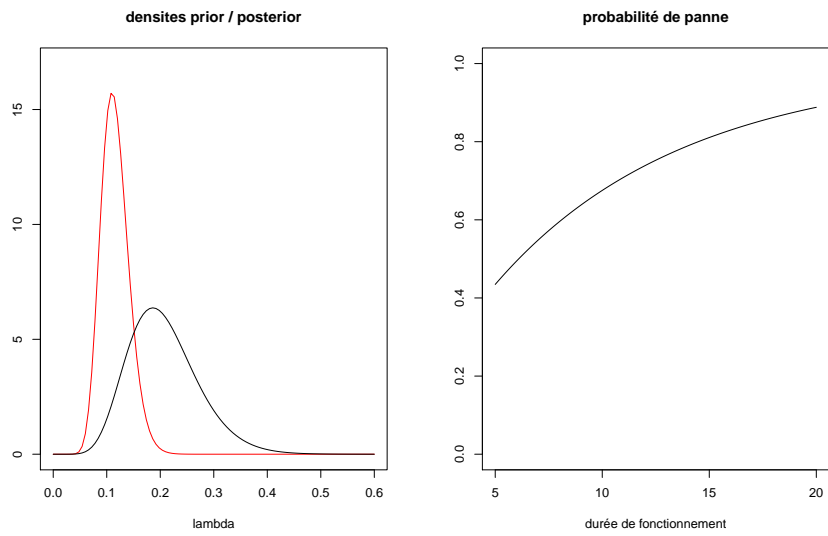 densites prior / posterior
15
10
5
0
0.0 0.1 0.2 0.3 0.4 0.5 0.6
lambda
probabilité de panne
1.0
0.8
0.6
0.4
0.2
0.0
5 10 15 20
durée de fonctionnement